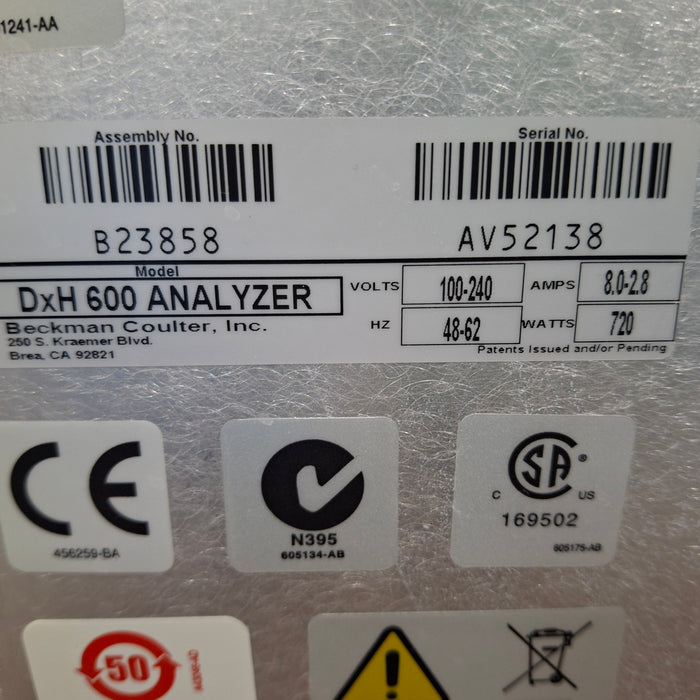 1241-AA
Assembly No. Serial No.
B23858 AV52138
Model
DxH 600 ANALYZER VOLTS 100-240 AMPS 8.0-2.8
Beckman Coulter, Inc. HZ 48-62 WATTS 720
250 S. Kraemer Blvd.
Brea, CA 92821 Patents Issued and/or Pending
CE N395 SA ® C US 169502
456259-BA 605134-AB 605175-AB
50